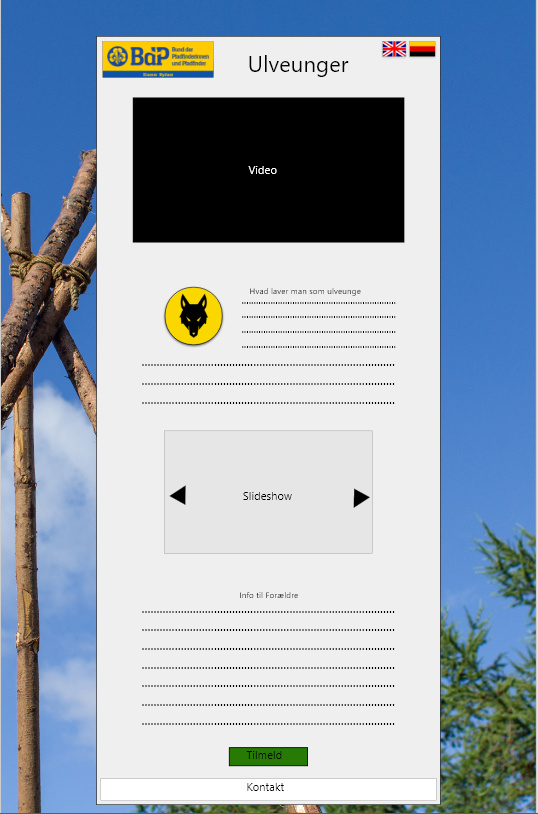 BdP
Bund der
Pfadfinderinnen
und Pfadfinder
Ulveunger
Video
Hvad laver man som ulveunge
Slideshow
Info til Forældre
Tilmeld
Kontakt